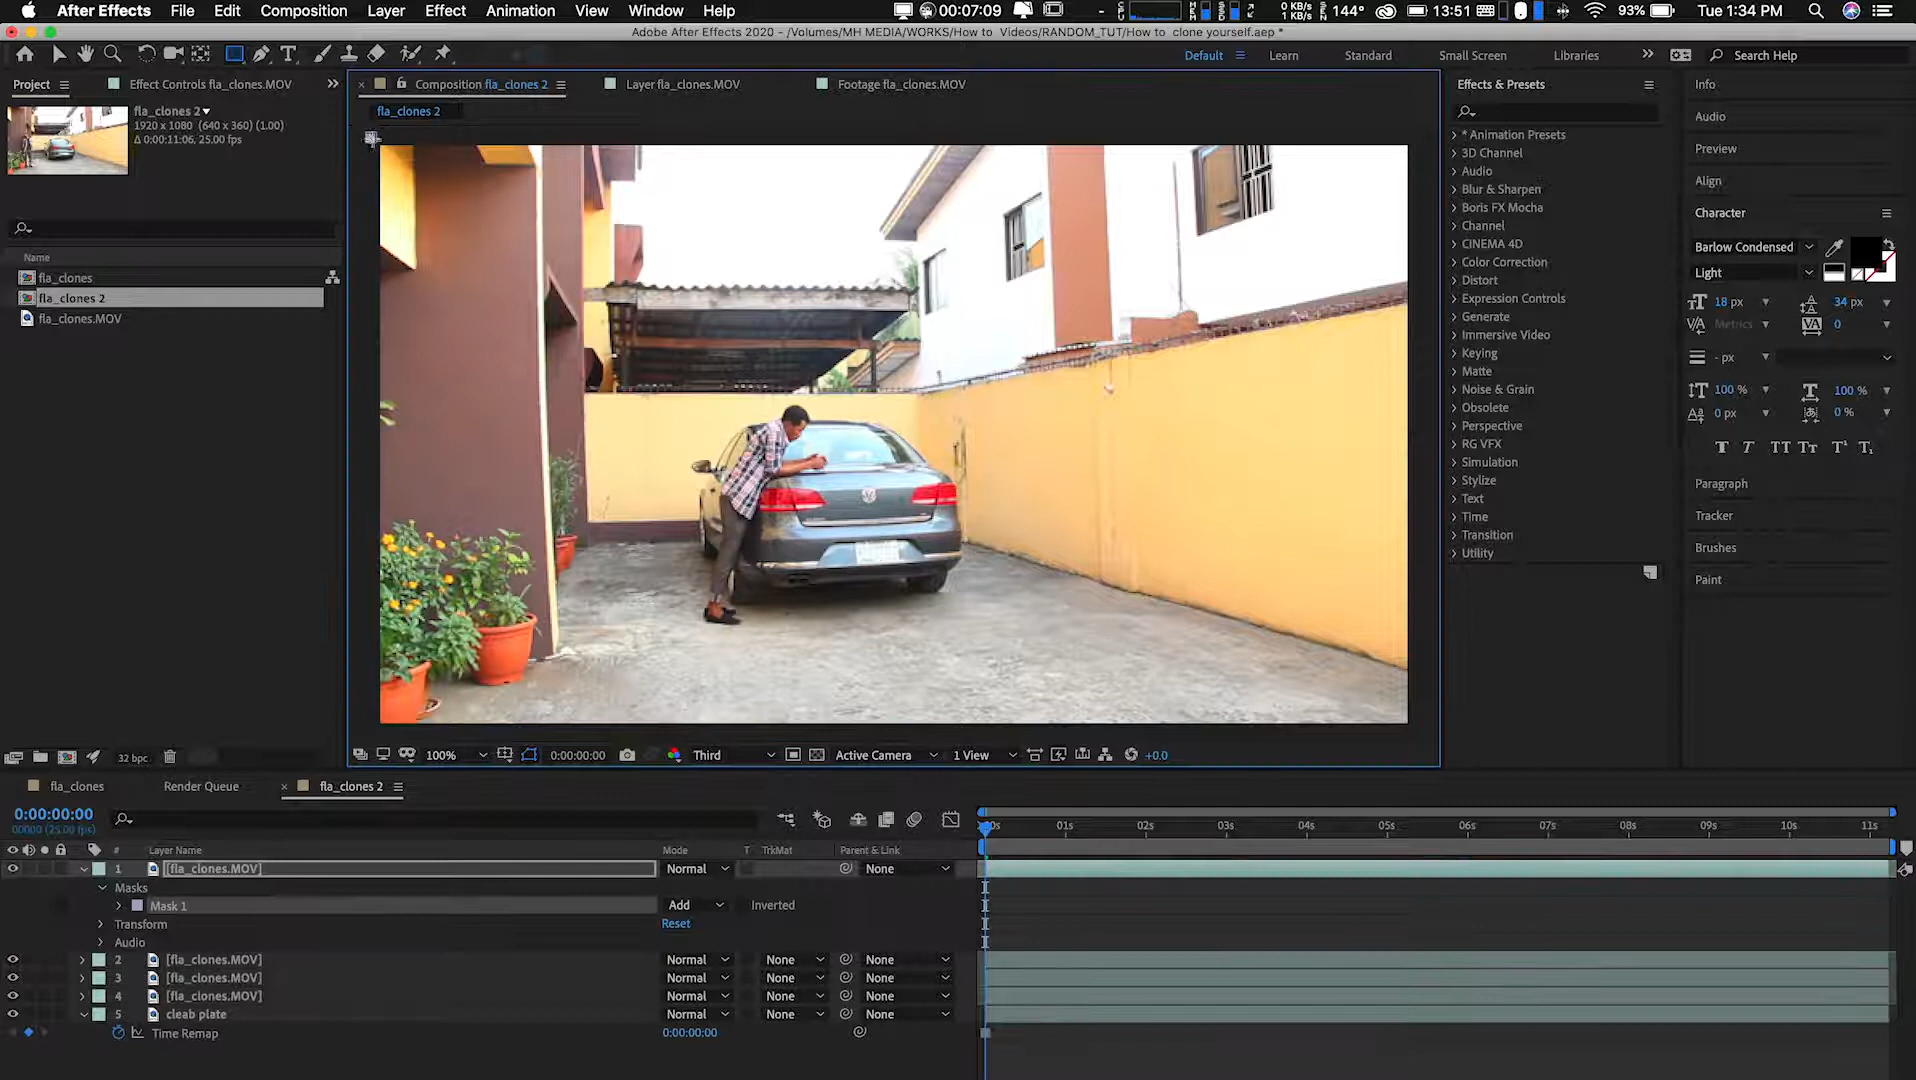 After Effects File Edit Composition Layer Effect Animation View Window Help 00:00:07:09 0 KB/s 1 KB/s 144° 13:51 93% Tue 1:34 PM
Adobe After Effects 2020 - /Volumes/MH MEDIA/WORKS/How to Videos/RANDOM_TUT/How to clone yourself.aep *
Default Learn Standard Small Screen Libraries Search Help
Project Effect Controls fla_clones.MOV Composition fla_clones 2 Layer fla_clones.MOV Footage fla_clones.MOV Effects & Presets Info
fla_clones 2
1920 x 1080 (640 x 360) (1.00)
Δ 0:00:11:06, 25.00 fps
fla_clones 2
Name
fla_clones
fla_clones 2
fla_clones.MOV
* Animation Presets
3D Channel
Audio
Blur & Sharpen
Boris FX Mocha
Channel
CINEMA 4D
Color Correction
Distort
Expression Controls
Generate
Immersive Video
Keying
Matte
Noise & Grain
Obsolete
Perspective
RG VFX
Simulation
Stylize
Text
Time
Transition
Utility
Audio
Preview
Align
Character
Barlow Condensed
Light
18 px 34 px
Metrics 0
- px
100 % 100 %
0 px 0 %
Paragraph
Tracker
Brushes
Paint
32 bpc
100% 0:00:00:00 Third Active Camera 1 View +0.0
fla_clones Render Queue fla_clones 2
0:00:00:00
00000 (25.00 fps)
00s 01s 02s 03s 04s 05s 06s 07s 08s 09s 10s 11s
# Layer Name Mode T TrkMat Parent & Link
1 [fla_clones.MOV] Normal None
Masks
Mask 1 Add Inverted
Transform Reset
Audio
2 [fla_clones.MOV] Normal None None
3 [fla_clones.MOV] Normal None None
4 [fla_clones.MOV] Normal None None
5 cleab plate Normal None None
Time Remap 0:00:00:00